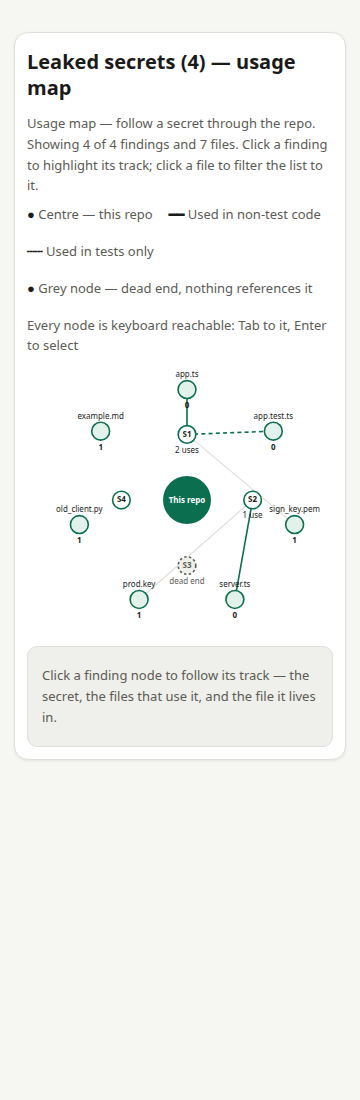 Leaked secrets (4) — usage
map
Usage map — follow a secret through the repo.
Showing 4 of 4 findings and 7 files. Click a finding
to highlight its track; click a file to filter the list to
it.
● Centre — this repo
Used in non-test code
Used in tests only
● Grey node — dead end, nothing references it
Every node is keyboard reachable: Tab to it, Enter
to select
app.ts
0
example.md
1
app.test.ts
0
S1
2 uses
S4
This repo
S2
1 use
old_client.py
1
sign_key.pem
1
S3
dead end
prod.key
1
server.ts
0
Click a finding node to follow its track — the
secret, the files that use it, and the file it lives
in.